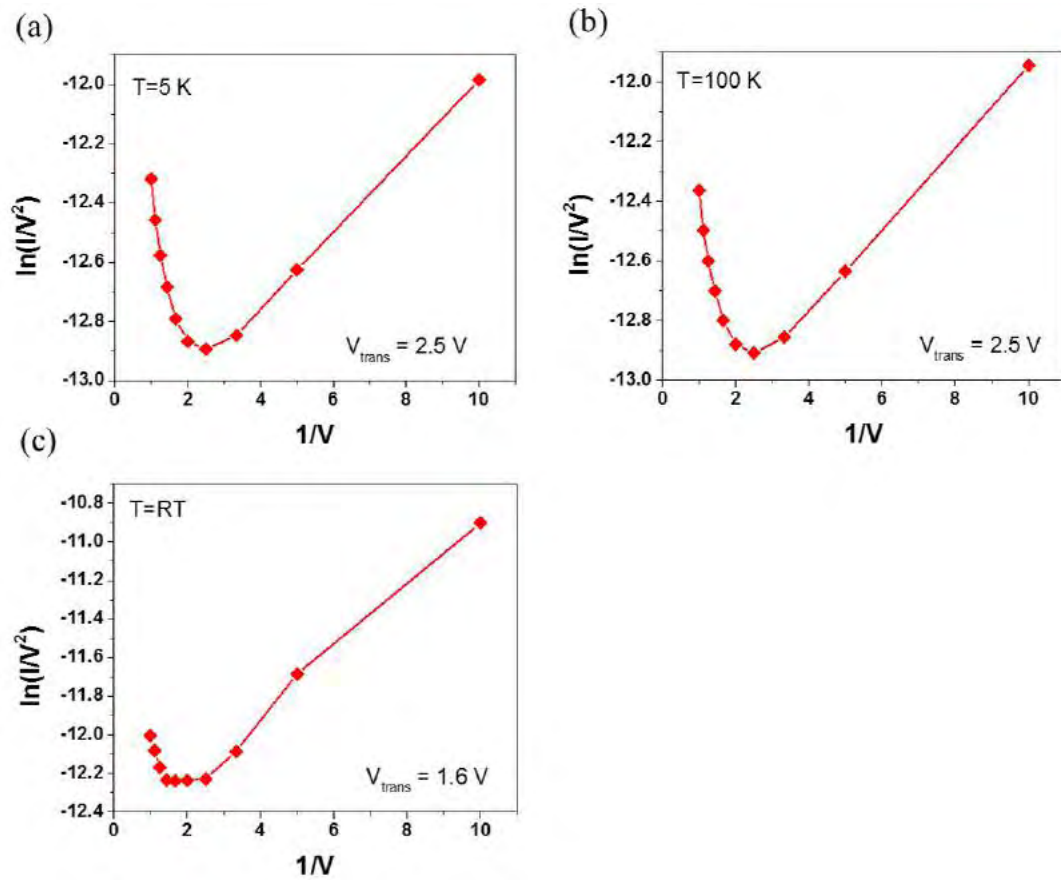 (a)
T=5 K
ln(I/V²)
-12.0
-12.2
-12.4
-12.6
-12.8
-13.0
V_trans = 2.5 V
0 2 4 6 8 10
1/V
(b)
T=100 K
ln(I/V²)
-12.0
-12.2
-12.4
-12.6
-12.8
-13.0
V_trans = 2.5 V
0 2 4 6 8 10
1/V
(c)
T=RT
ln(I/V²)
-10.8
-11.0
-11.2
-11.4
-11.6
-11.8
-12.0
-12.2
-12.4
V_trans = 1.6 V
0 2 4 6 8 10
1/V